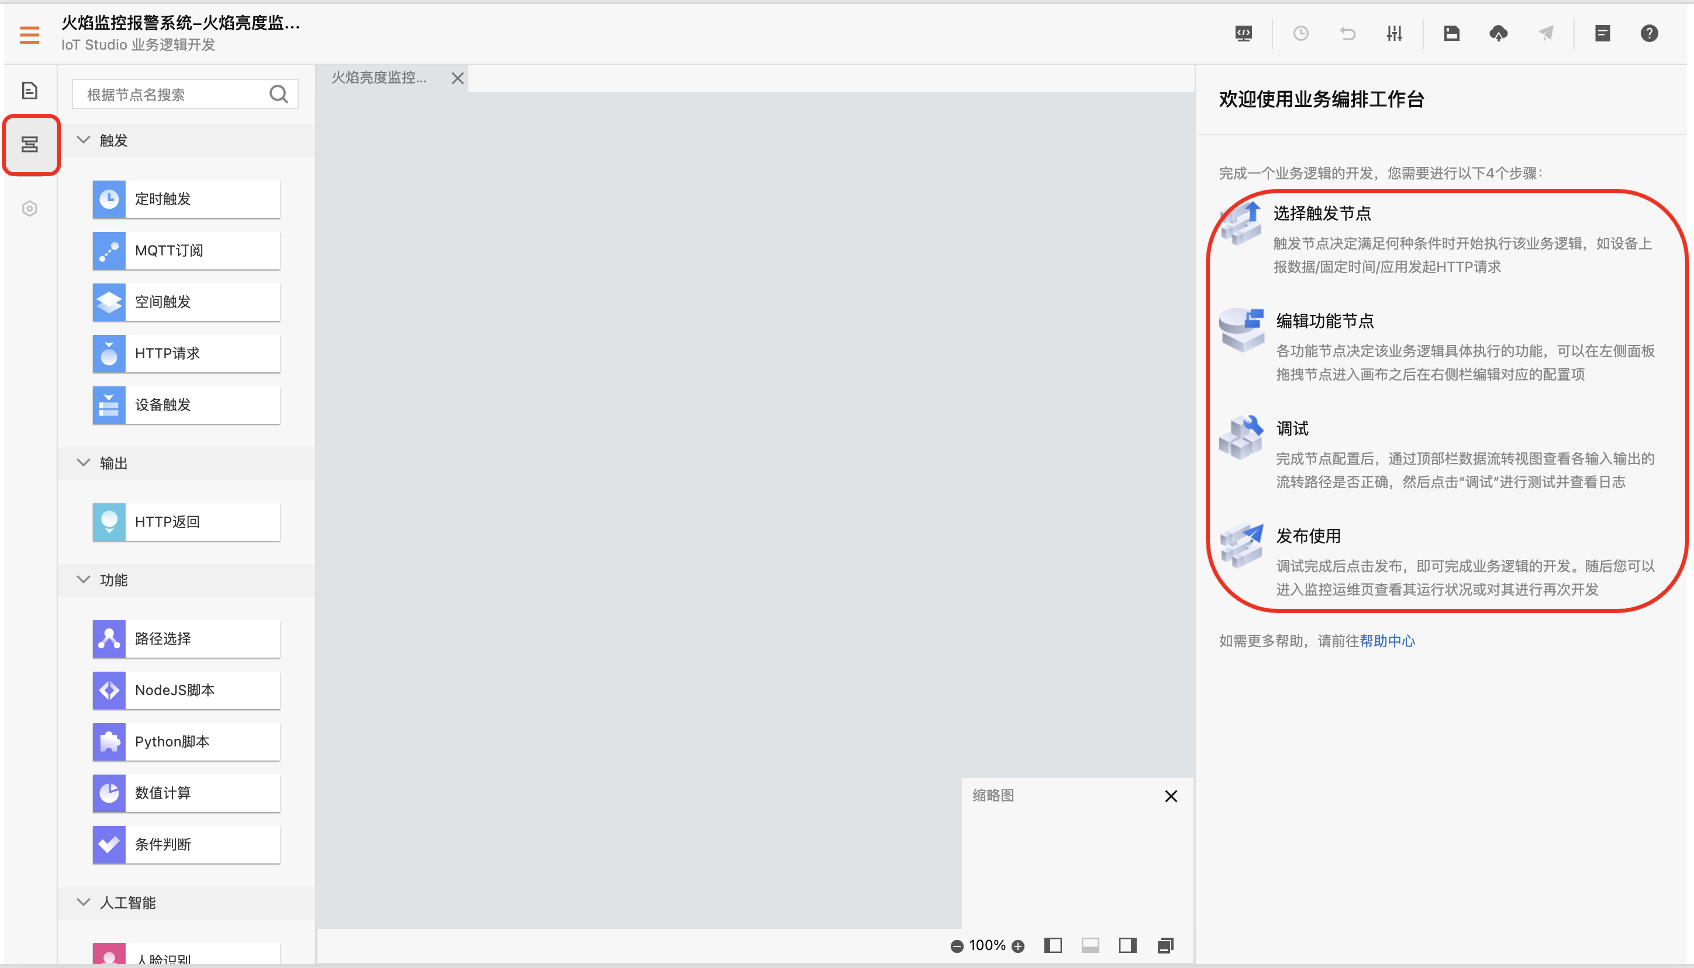 火焰监控报警系统-火焰亮度监...
IoT Studio 业务逻辑开发
根据节点名搜索
触发
定时触发
MQTT订阅
空间触发
HTTP请求
设备触发
输出
HTTP返回
功能
路径选择
NodeJS脚本
Python脚本
数值计算
条件判断
人工智能
人脸识别
火焰亮度监控...
缩略图
100%
欢迎使用业务编排工作台
完成一个业务逻辑的开发，您需要进行以下4个步骤：
选择触发节点
触发节点决定满足何种条件时开始执行该业务逻辑，如设备上
报数据/固定时间/应用发起HTTP请求
编辑功能节点
各功能节点决定该业务逻辑具体执行的功能，可以在左侧面板
拖拽节点进入画布之后在右侧栏编辑对应的配置项
调试
完成节点配置后，通过顶部栏数据流转视图查看各输入输出的
流转路径是否正确，然后点击“调试”进行测试并查看日志
发布使用
调试完成后点击发布，即可完成业务逻辑的开发。随后您可以
进入监控运维页查看其运行状况或对其进行再次开发
如需更多帮助，请前往帮助中心